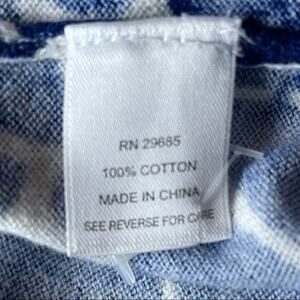 RN 29685
100% COTTON
MADE IN CHINA
SEE REVERSE FOR CARE